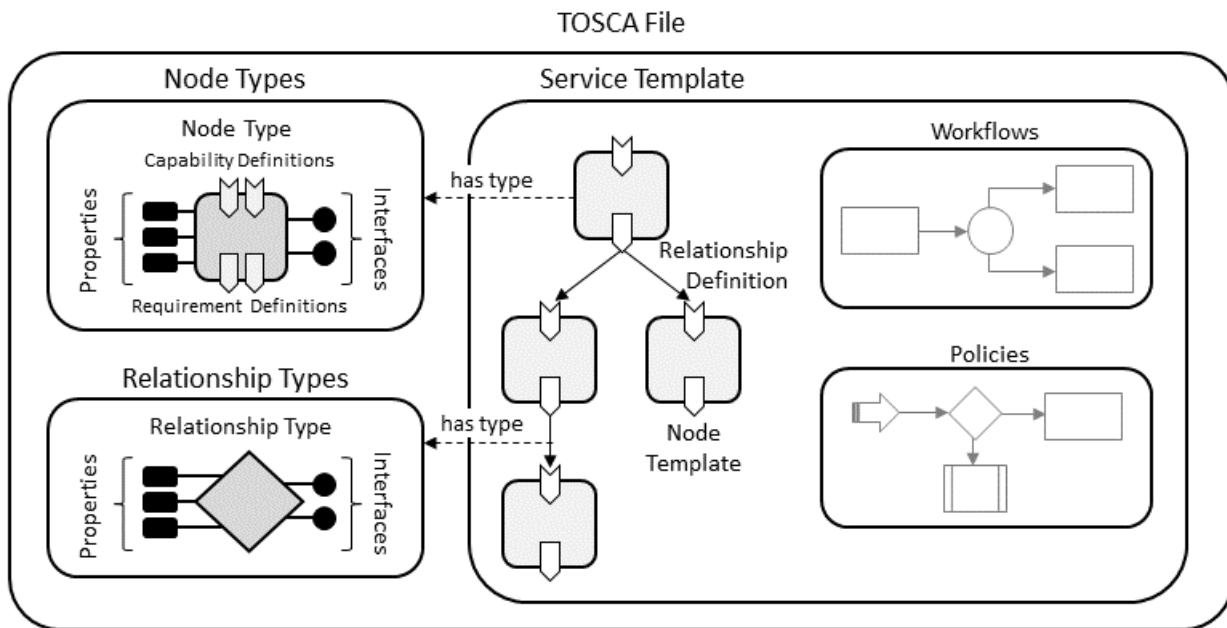 TOSCA File
Node Types
Node Type
Capability Definitions
Properties
Interfaces
Requirement Definitions
Relationship Types
Relationship Type
Properties
Interfaces
Service Template
has type
has type
Relationship
Definition
Node
Template
Workflows
Policies